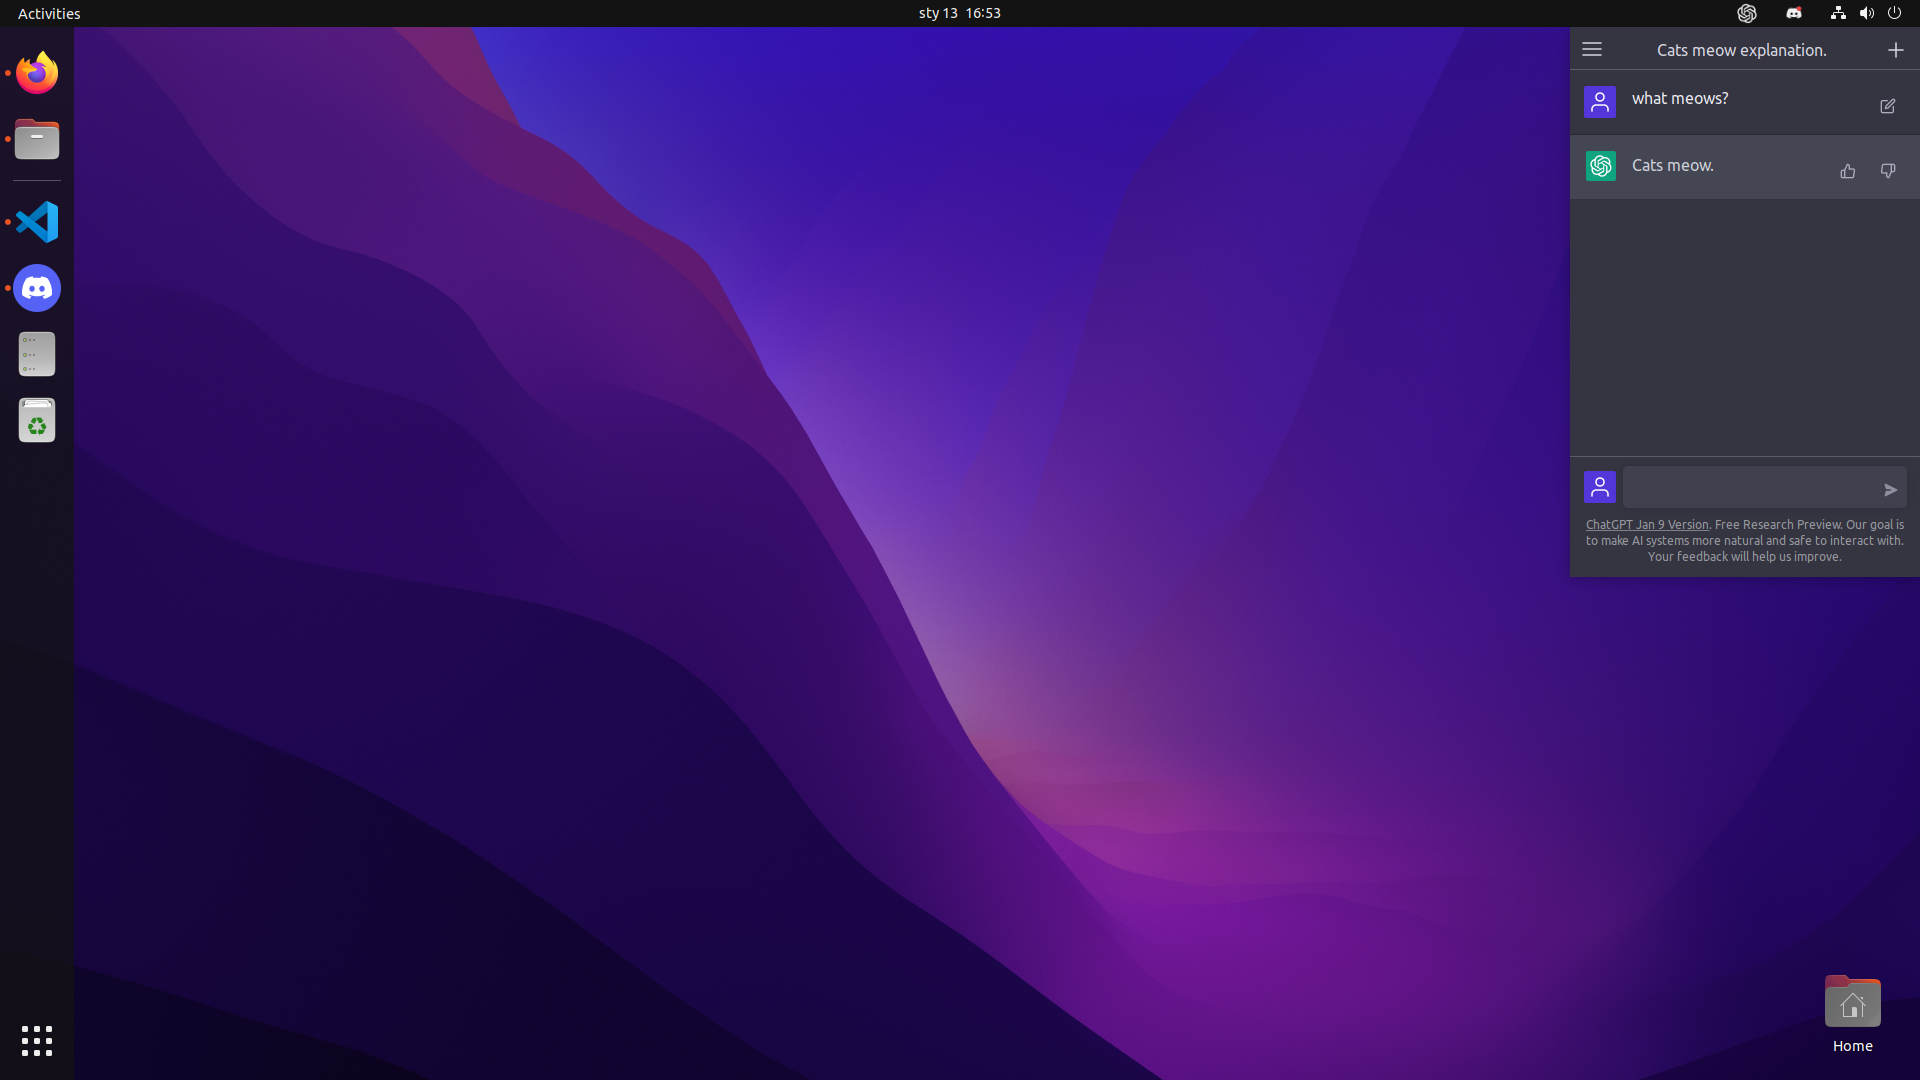 Activities
sty 13 16:53
Cats meow explanation.
what meows?
Cats meow.
ChatGPT Jan 9 Version. Free Research Preview. Our goal is
to make AI systems more natural and safe to interact with.
Your feedback will help us improve.
Home